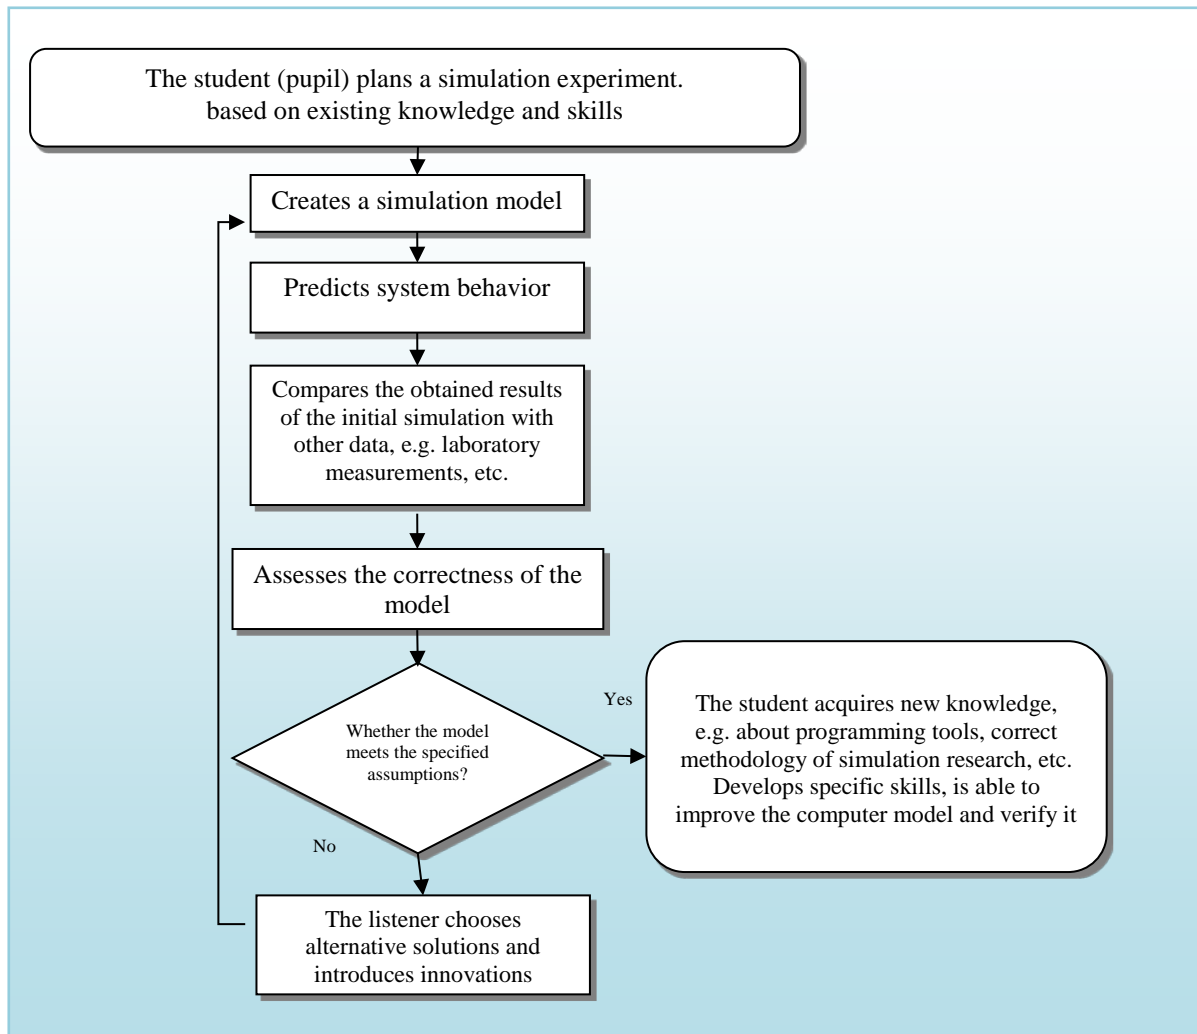 The student (pupil) plans a simulation experiment.
based on existing knowledge and skills
Creates a simulation model
Predicts system behavior
Compares the obtained results
of the initial simulation with
other data, e.g. laboratory
measurements, etc.
Assesses the correctness of the
model
Whether the model
meets the specified
assumptions?
Yes
The student acquires new knowledge,
e.g. about programming tools, correct
methodology of simulation research, etc.
Develops specific skills, is able to
improve the computer model and verify it
No
The listener chooses
alternative solutions and
introduces innovations